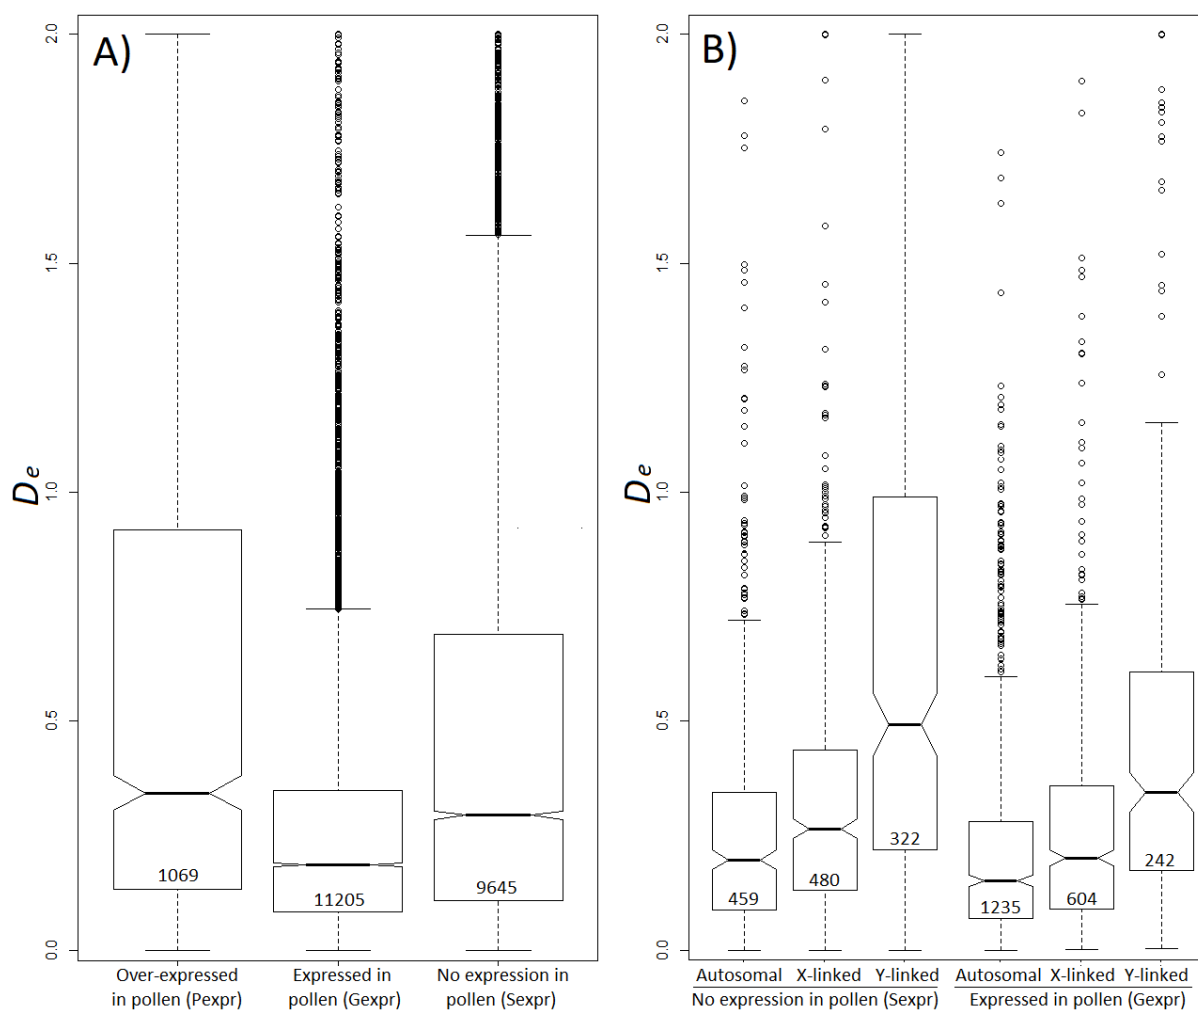 A)
2.0
1.5
1.0
0.5
0.0
De
1069
11205
9645
Over-expressed
in pollen (Pexpr)
Expressed in
pollen (Gexpr)
No expression in
pollen (Sexpr)
B)
2.0
1.5
1.0
0.5
0.0
De
459
480
322
1235
604
242
Autosomal X-linked Y-linked Autosomal X-linked Y-linked
No expression in pollen (Sexpr) Expressed in pollen (Gexpr)